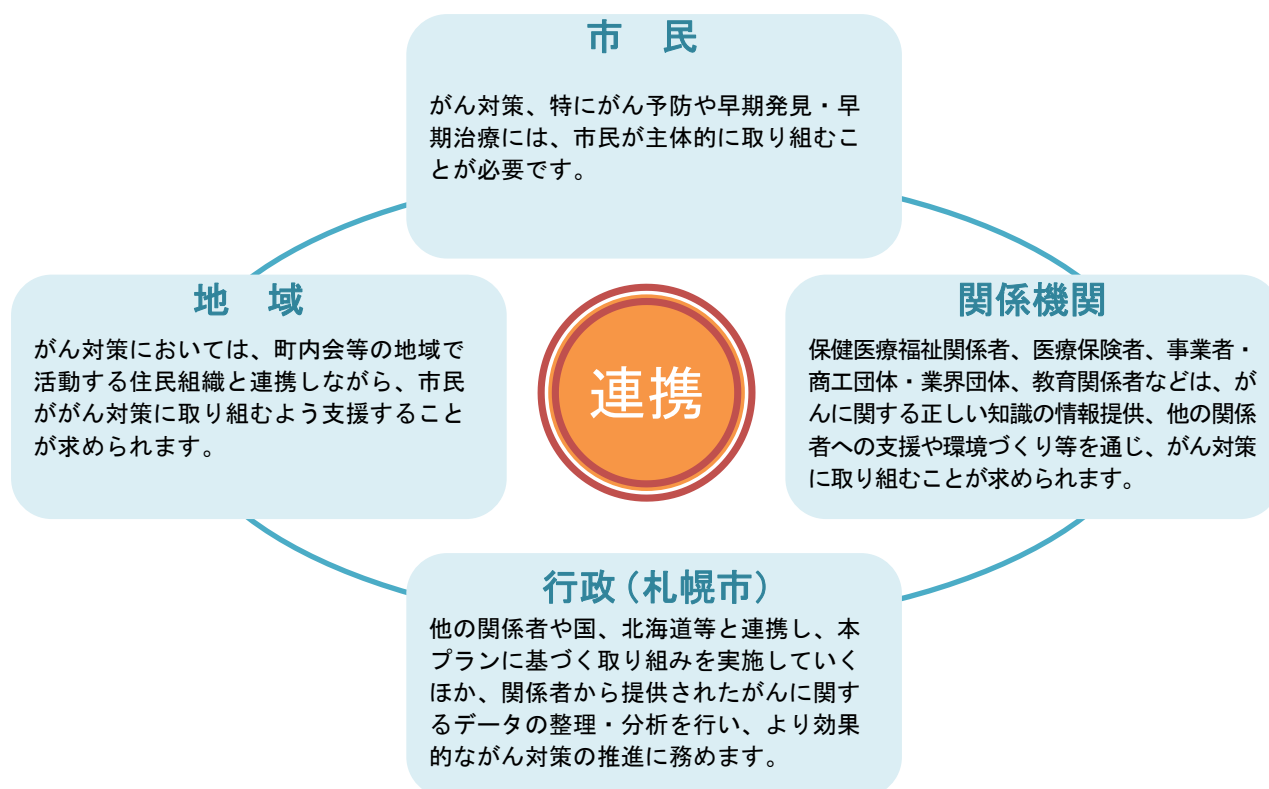 市　民
がん対策、特にがん予防や早期発見・早
期治療には、市民が主体的に取り組むこ
とが必要です。
地　域
がん対策においては、町内会等の地域で
活動する住民組織と連携しながら、市民
ががん対策に取り組むよう支援すること
が求められます。
連携
関係機関
保健医療福祉関係者、医療保険者、事業者・
商工団体・業界団体、教育関係者などは、が
んに関する正しい知識の情報提供、他の関係
者への支援や環境づくり等を通じ、がん対策
に取り組むことが求められます。
行政（札幌市）
他の関係者や国、北海道等と連携し、本
プランに基づく取り組みを実施していく
ほか、関係者から提供されたがんに関す
るデータの整理・分析を行い、より効果
的ながん対策の推進に務めます。